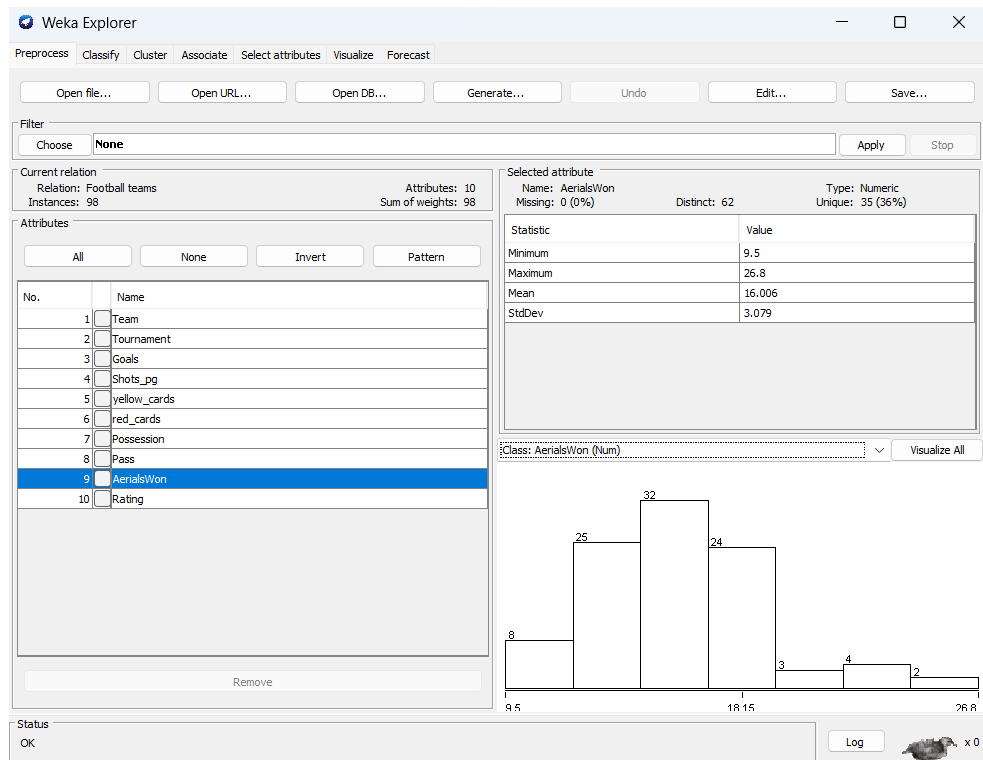 Weka Explorer
Preprocess Classify Cluster Associate Select attributes Visualize Forecast
Open file... Open URL... Open DB... Generate... Undo Edit... Save...
Filter
Choose None Apply Stop
Current relation
Relation: Football teams Attributes: 10
Instances: 98 Sum of weights: 98
Attributes
All None Invert Pattern
No. Name
1 Team
2 Tournament
3 Goals
4 Shots_pg
5 yellow_cards
6 red_cards
7 Possession
8 Pass
9 AerialsWon
10 Rating
Remove
Selected attribute
Name: AerialsWon Type: Numeric
Missing: 0 (0%) Distinct: 62 Unique: 35 (36%)
Statistic Value
Minimum 9.5
Maximum 26.8
Mean 16.006
StdDev 3.079
Class: AerialsWon (Num) Visualize All
32
25
24
8
3
4
2
9.5 18.15 26.8
Status
OK
Log x 0